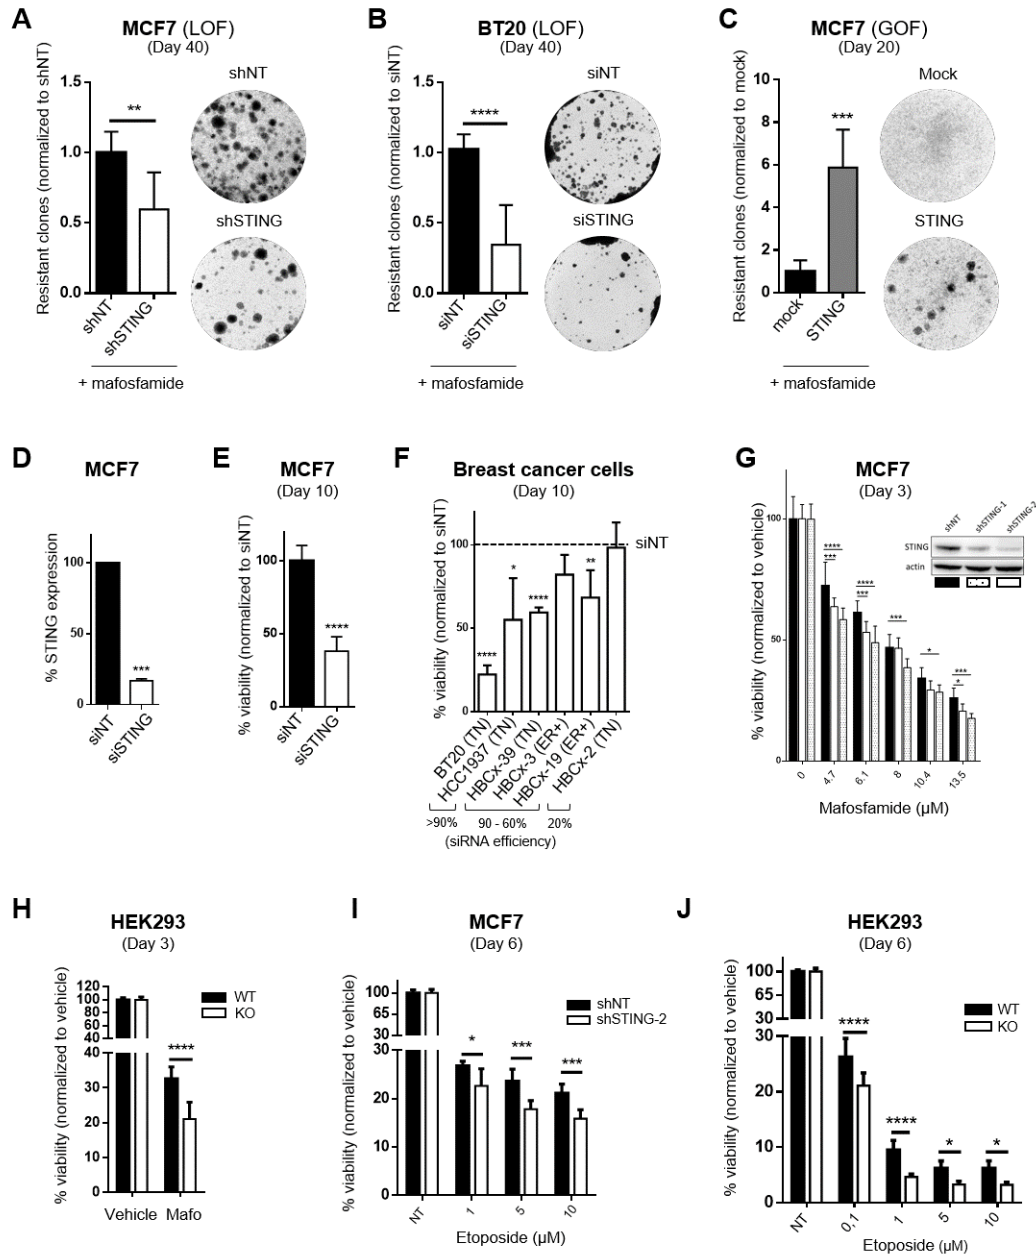 A
MCF7 (LOF)
(Day 40)
Resistant clones (normalized to shNT)
1.5
1.0
0.5
0.0
**
shNT
shSTING
shNT
shSTING
+ mafosfamide
B
BT20 (LOF)
(Day 40)
Resistant clones (normalized to siNT)
1.5
1.0
0.5
0.0
****
siNT
siSTING
siNT
siSTING
+ mafosfamide
C
MCF7 (GOF)
(Day 20)
Resistant clones (normalized to mock)
10
8
6
4
2
0
***
mock
STING
Mock
STING
+ mafosfamide
D
MCF7
% STING expression
100
50
0
***
siNT
siSTING
E
MCF7
(Day 10)
% viability (normalized to siNT)
100
50
0
****
siNT
siSTING
F
Breast cancer cells
(Day 10)
% viability (normalized to siNT)
100
50
0
siNT
****
*
****
**
BT20 (TN)
HCC1937 (TN)
HBCx-39 (TN)
HBCx-3 (ER+)
HBCx-19 (ER+)
HBCx-2 (TN)
>90%
90 - 60%
20%
(siRNA efficiency)
G
MCF7
(Day 3)
% viability (normalized to vehicle)
100
50
0
****
***
****
***
***
*
***
*
shNT
shSTING-1
shSTING-2
STING
actin
0
4.7
6.1
8
10.4
13.5
Mafosfamide (µM)
H
HEK293
(Day 3)
% viability (normalized to vehicle)
120
100
80
60
40
40
30
20
10
0
****
WT
KO
Vehicle
Mafo
I
MCF7
(Day 6)
% viability (normalized to vehicle)
100
65
30
30
20
10
0
*
***
***
shNT
shSTING-2
NT
1
5
10
Etoposide (µM)
J
HEK293
(Day 6)
% viability (normalized to vehicle)
100
65
30
30
20
10
0
****
****
*
*
WT
KO
NT
0,1
1
5
10
Etoposide (µM)